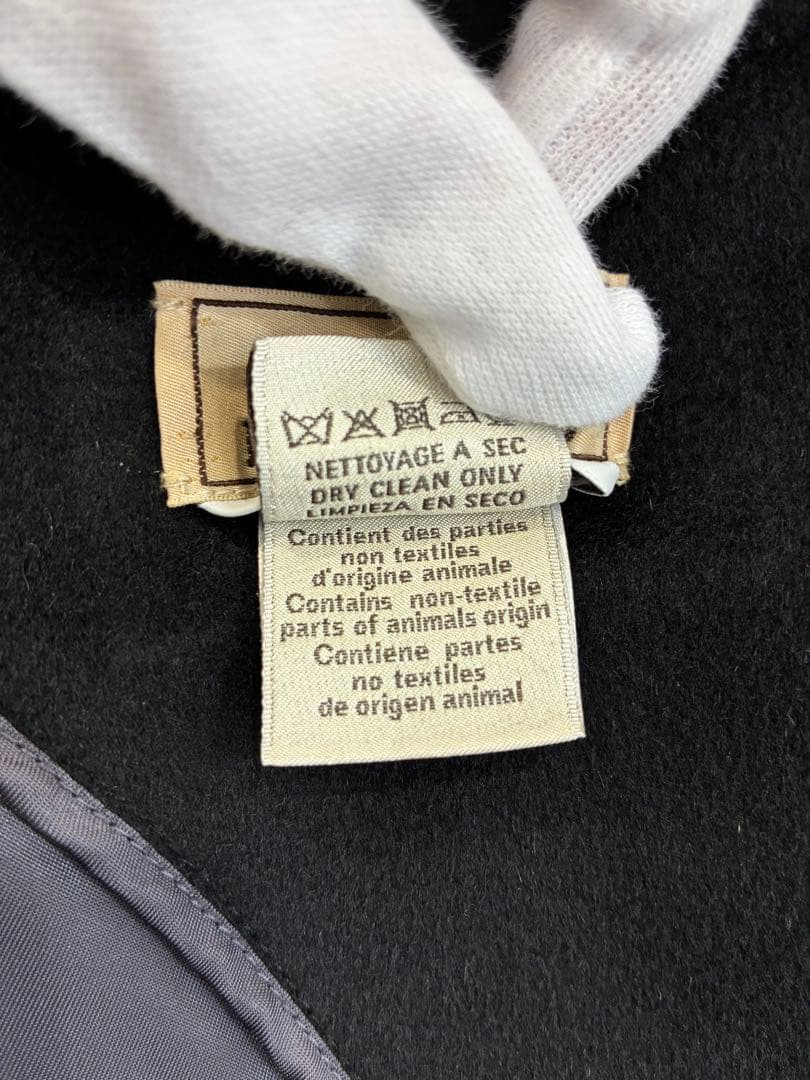 NETTOYAGE A SEC
DRY CLEAN ONLY
LIMPIEZA EN SECO
Contient des parties
non textiles
d'origine animale
Contains non-textile
parts of animals origin
Contiene partes
no textiles
de origen animal